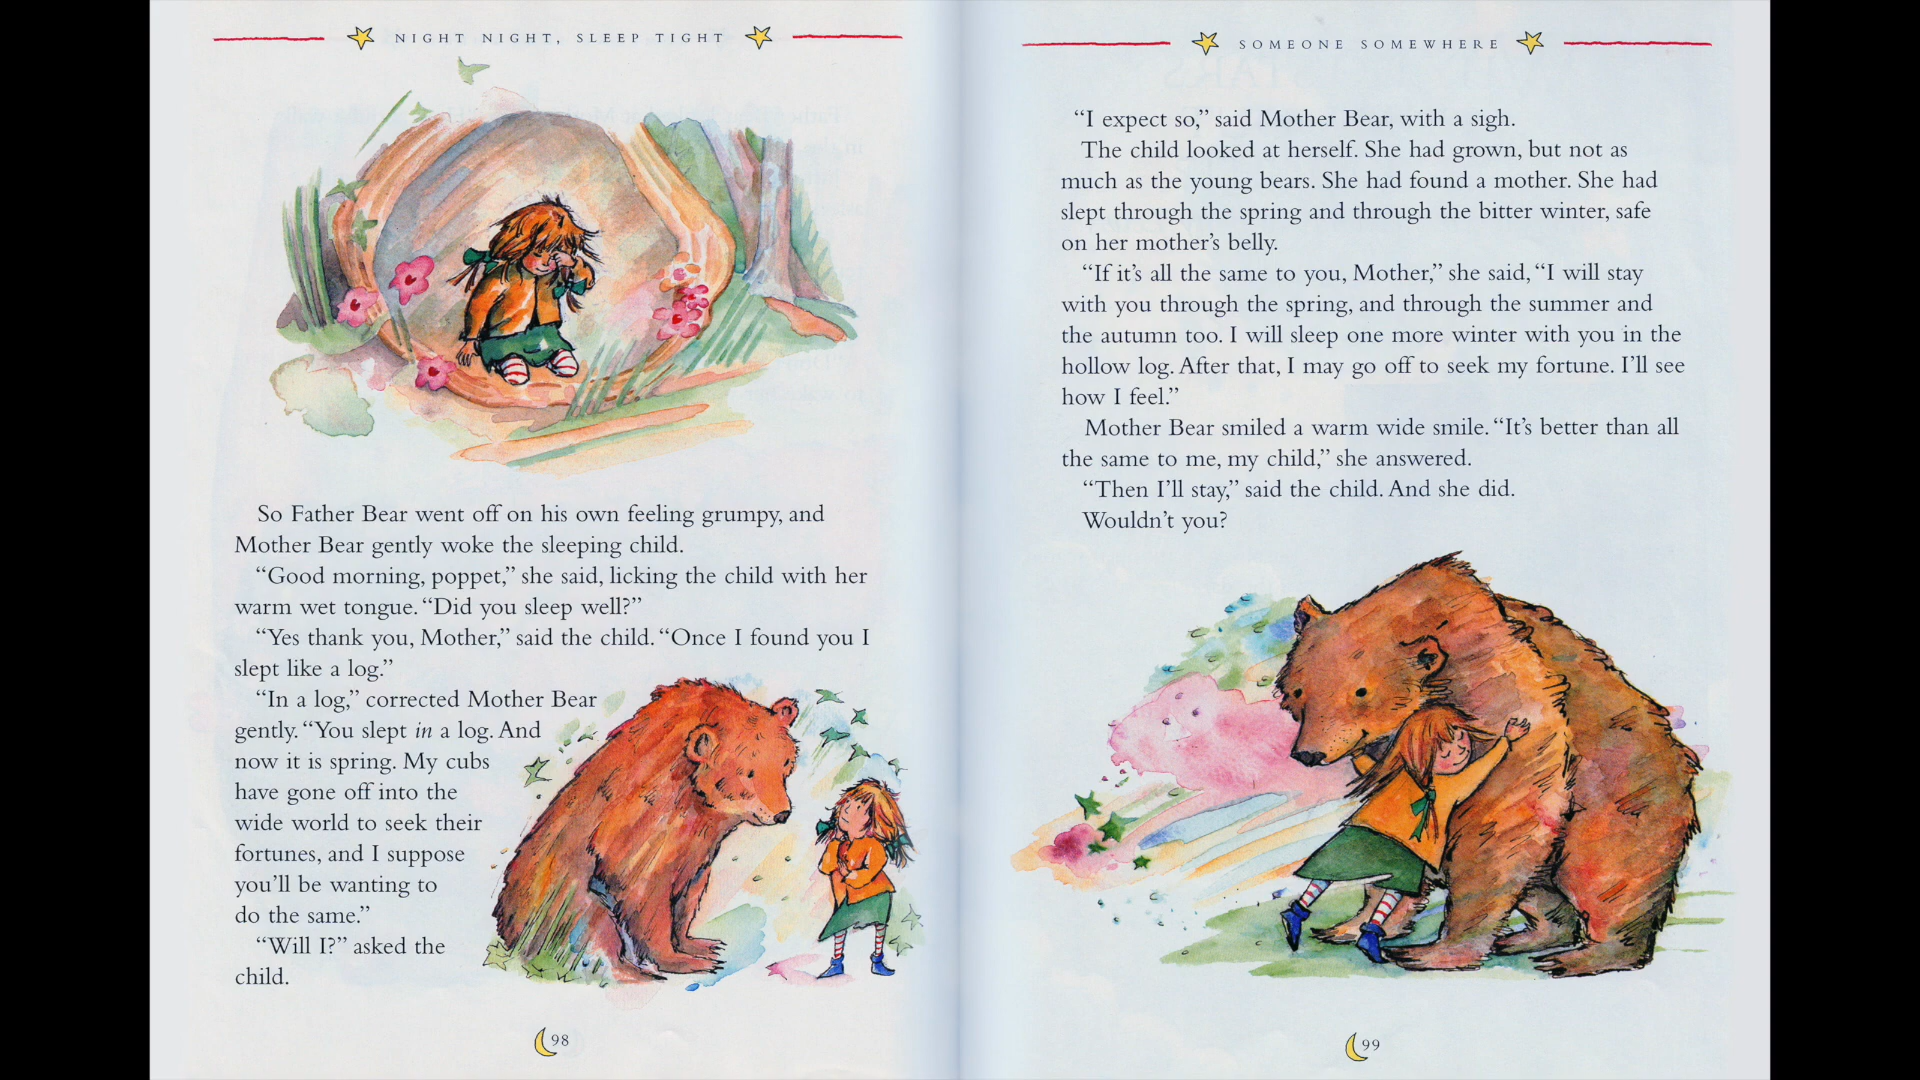 NIGHT NIGHT, SLEEP TIGHT
So Father Bear went off on his own feeling grumpy, and
Mother Bear gently woke the sleeping child.
“Good morning, poppet,” she said, licking the child with her
warm wet tongue. “Did you sleep well?”
“Yes thank you, Mother,” said the child. “Once I found you I
slept like a log.”
“In a log,” corrected Mother Bear
gently. “You slept in a log. And
now it is spring. My cubs
have gone off into the
wide world to seek their
fortunes, and I suppose
you’ll be wanting to
do the same.”
“Will I?” asked the
child.
98
SOMEONE SOMEWHERE
“I expect so,” said Mother Bear, with a sigh.
The child looked at herself. She had grown, but not as
much as the young bears. She had found a mother. She had
slept through the spring and through the bitter winter, safe
on her mother’s belly.
“If it’s all the same to you, Mother,” she said, “I will stay
with you through the spring, and through the summer and
the autumn too. I will sleep one more winter with you in the
hollow log. After that, I may go off to seek my fortune. I’ll see
how I feel.”
Mother Bear smiled a warm wide smile. “It’s better than all
the same to me, my child,” she answered.
“Then I’ll stay,” said the child. And she did.
Wouldn’t you?
99